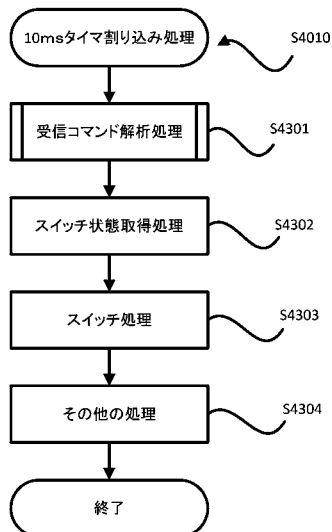 10msタイマ割り込み処理
S4010
受信コマンド解析処理
S4301
スイッチ状態取得処理
S4302
スイッチ処理
S4303
その他の処理
S4304
終了